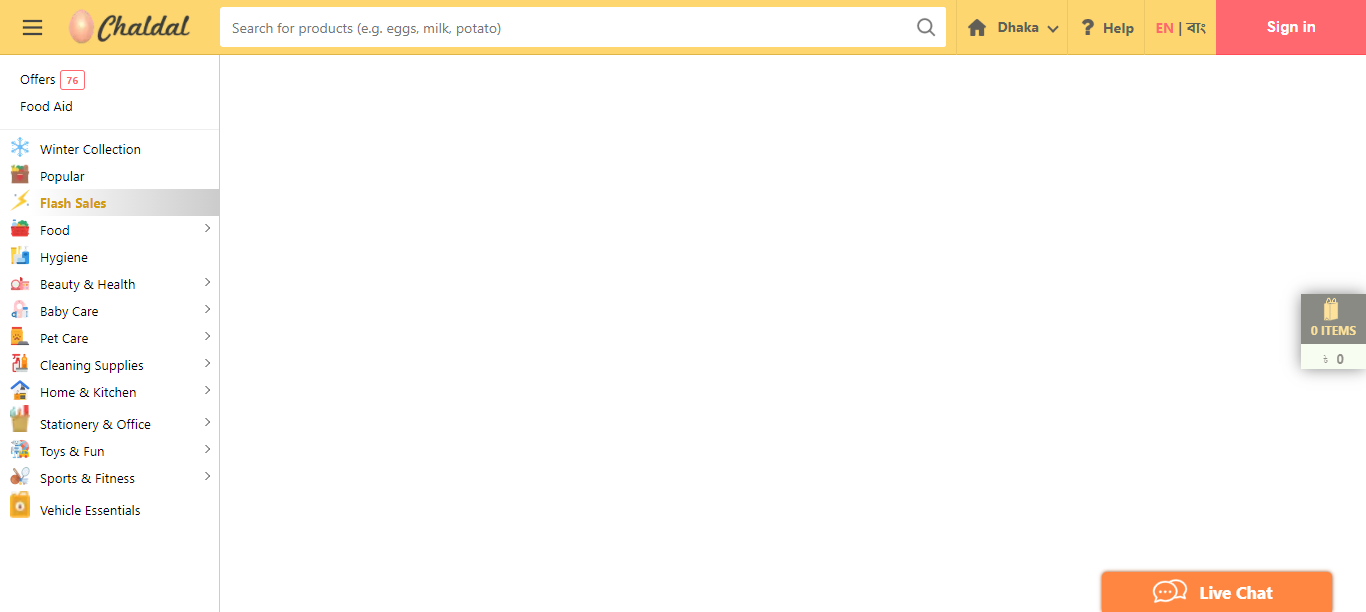 Chaldal
Search for products (e.g. eggs, milk, potato)
Dhaka
? Help
EN | বাং
Sign in
Offers 76
Food Aid
Winter Collection
Popular
Flash Sales
Food
Hygiene
Beauty & Health
Baby Care
Pet Care
Cleaning Supplies
Home & Kitchen
Stationery & Office
Toys & Fun
Sports & Fitness
Vehicle Essentials
0 ITEMS
৳ 0
Live Chat